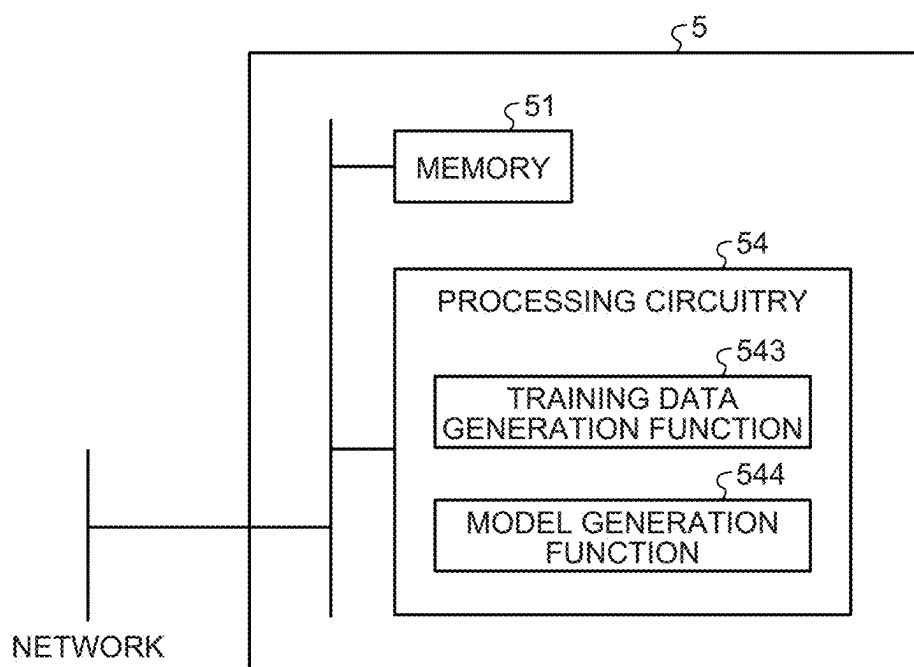 5
51
MEMORY
54
PROCESSING CIRCUITRY
543
TRAINING DATA
GENERATION FUNCTION
544
MODEL GENERATION
FUNCTION
NETWORK